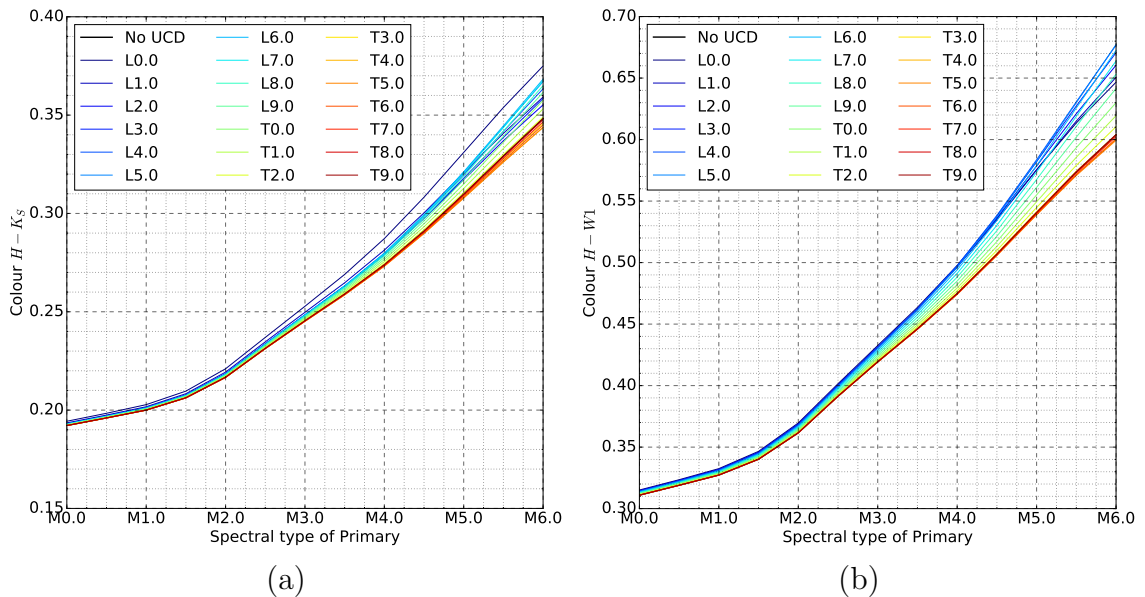 0.40
0.35
0.30
0.25
0.20
0.15
Colour H − K_S
No UCD
L0.0
L1.0
L2.0
L3.0
L4.0
L5.0
L6.0
L7.0
L8.0
L9.0
T0.0
T1.0
T2.0
T3.0
T4.0
T5.0
T6.0
T7.0
T8.0
T9.0
M0.0 M1.0 M2.0 M3.0 M4.0 M5.0 M6.0
Spectral type of Primary
(a)
0.70
0.65
0.60
0.55
0.50
0.45
0.40
0.35
0.30
Colour H − W1
No UCD
L0.0
L1.0
L2.0
L3.0
L4.0
L5.0
L6.0
L7.0
L8.0
L9.0
T0.0
T1.0
T2.0
T3.0
T4.0
T5.0
T6.0
T7.0
T8.0
T9.0
M0.0 M1.0 M2.0 M3.0 M4.0 M5.0 M6.0
Spectral type of Primary
(b)